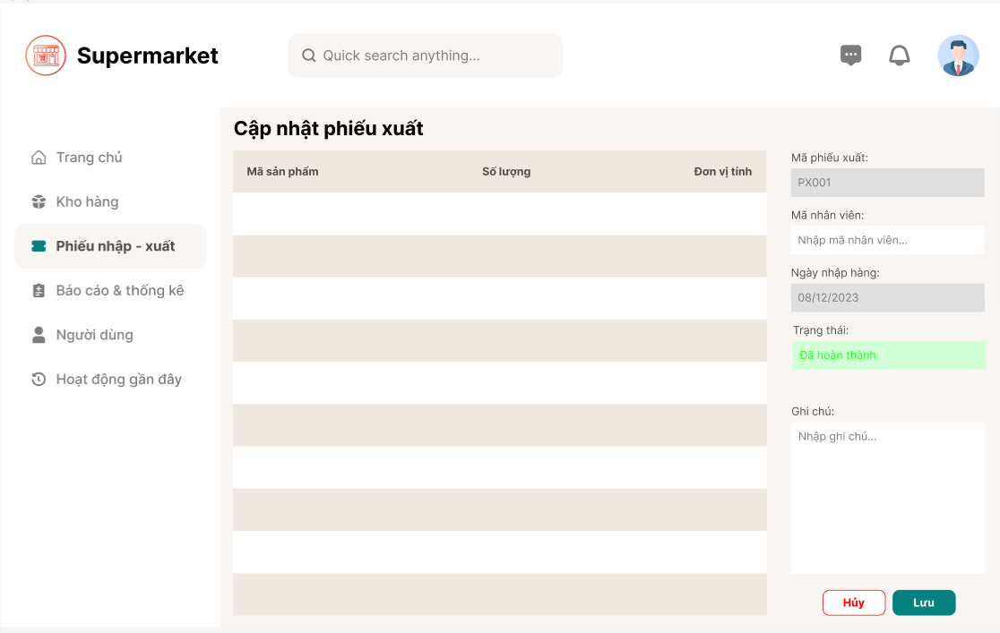 Supermarket
Quick search anything...
Trang chủ
Kho hàng
Phiếu nhập - xuất
Báo cáo & thống kê
Người dùng
Hoạt động gần đây
Cập nhật phiếu xuất
Mã sản phẩm Số lượng Đơn vị tính
Mã phiếu xuất:
PX001
Mã nhân viên:
Nhập mã nhân viên...
Ngày nhập hàng:
08/12/2023
Trạng thái:
Đã hoàn thành
Ghi chú:
Nhập ghi chú...
Hủy Lưu